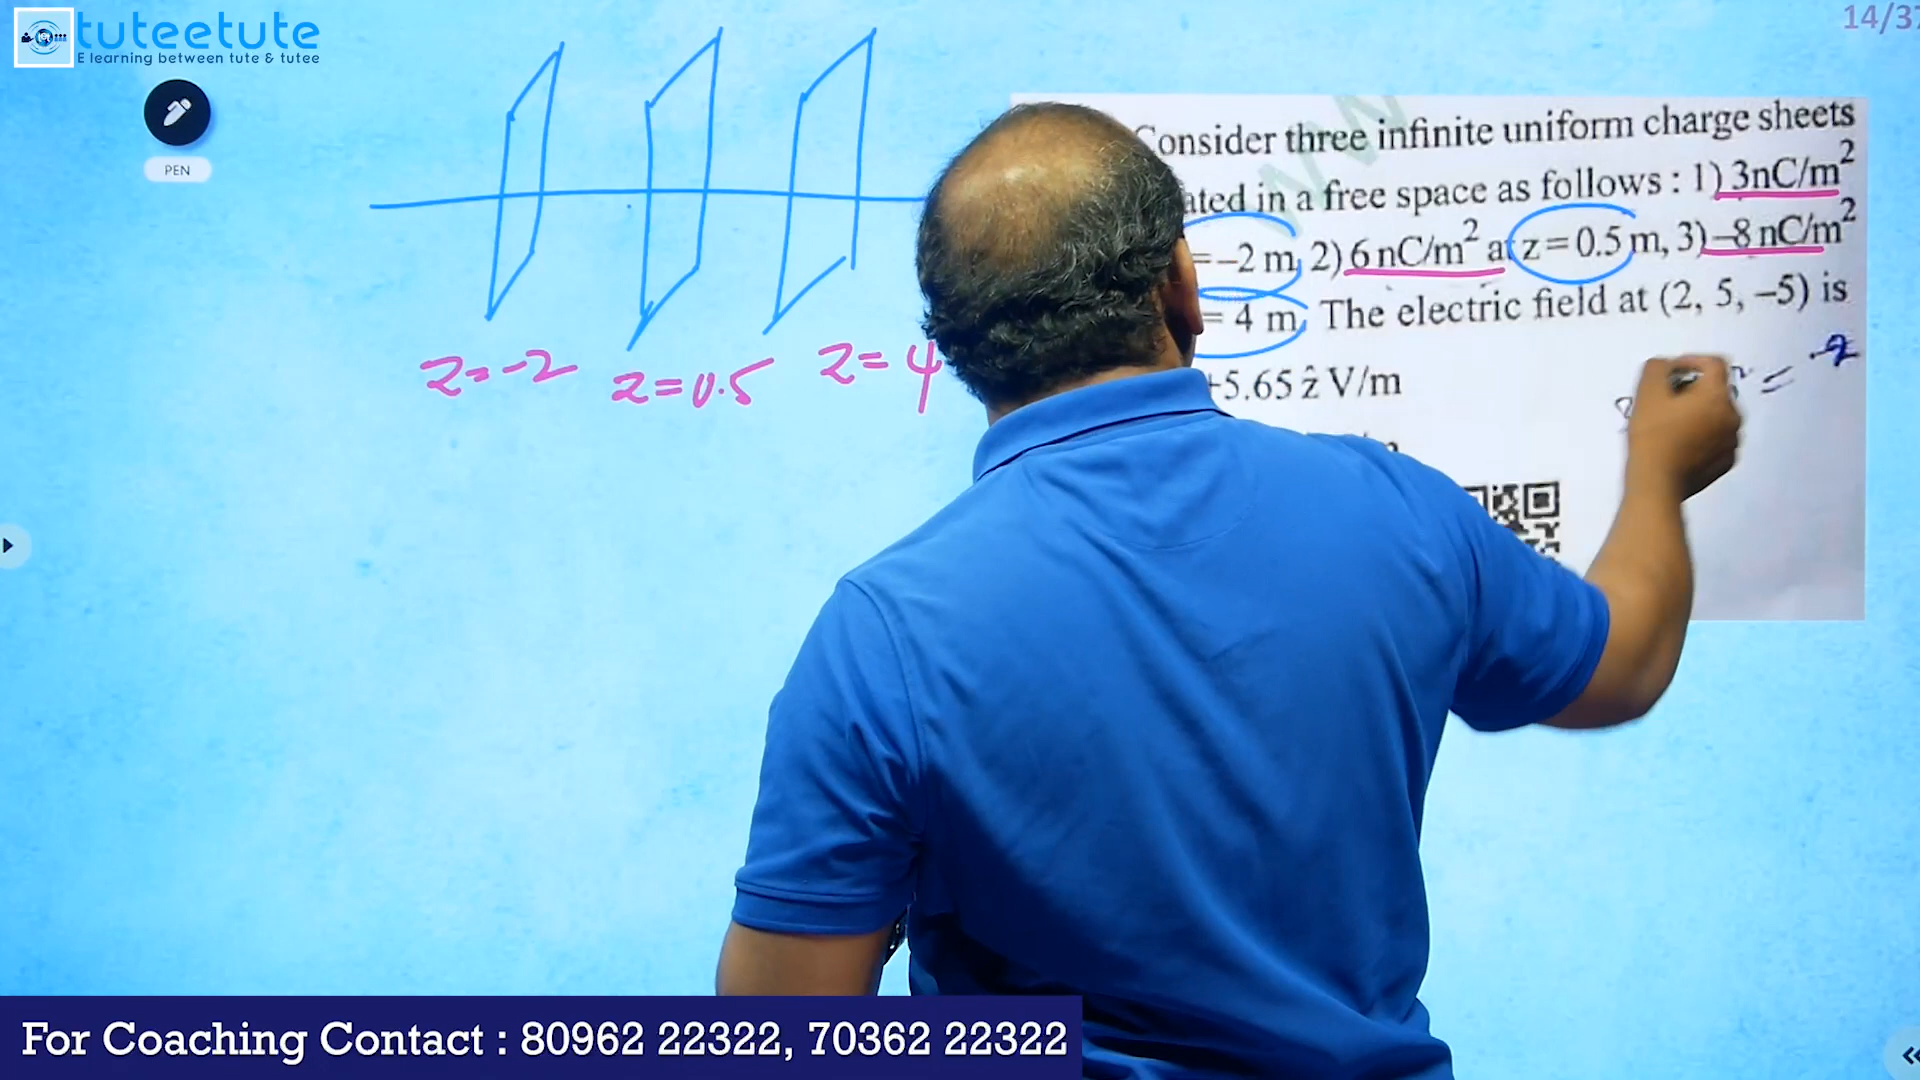 tuteetute
E learning between tute & tutee
14/37
PEN
Consider three infinite uniform charge sheets
ated in a free space as follows : 1) 3nC/m²
=–2 m, 2) 6 nC/m² at z=0.5 m, 3) –8 nC/m²
= 4 m. The electric field at (2, 5, –5) is
+5.65 ẑ V/m
z=-2
z=0.5
z=4
For Coaching Contact : 80962 22322, 70362 22322